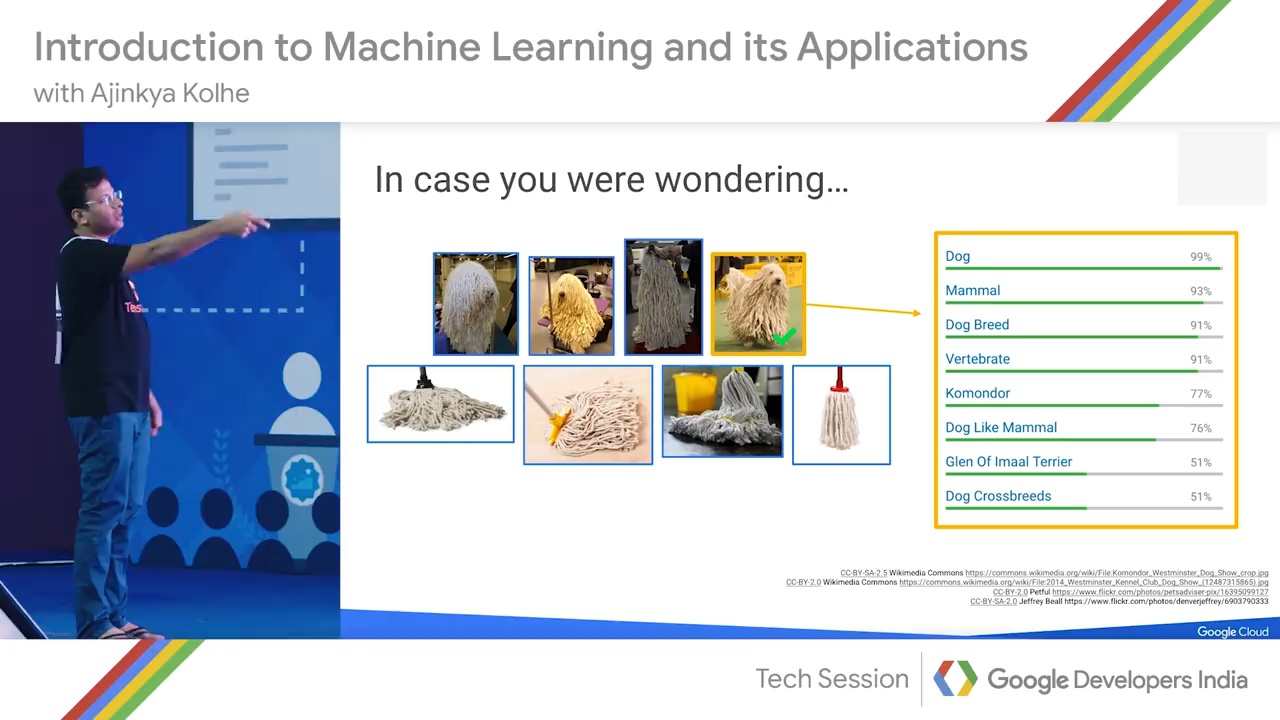 Introduction to Machine Learning and its Applications
with Ajinkya Kolhe
In case you were wondering...
Dog 99%
Mammal 93%
Dog Breed 91%
Vertebrate 91%
Komondor 77%
Dog Like Mammal 76%
Glen Of Imaal Terrier 51%
Dog Crossbreeds 51%
CC-BY-SA-2.5 Wikimedia Commons https://commons.wikimedia.org/wiki/File:Komondor_Westminster_Dog_Show_crop.jpg
CC-BY-2.0 Wikimedia Commons https://commons.wikimedia.org/wiki/File:2014_Westminster_Kennel_Club_Dog_Show_(12487315865).jpg
CC-BY-2.0 Petful https://www.flickr.com/photos/petsadviser-pix/16395099127
CC-BY-SA-2.0 Jeffrey Beall https://www.flickr.com/photos/denverjeffrey/6903790333
Google Cloud
Tech Session
Google Developers India